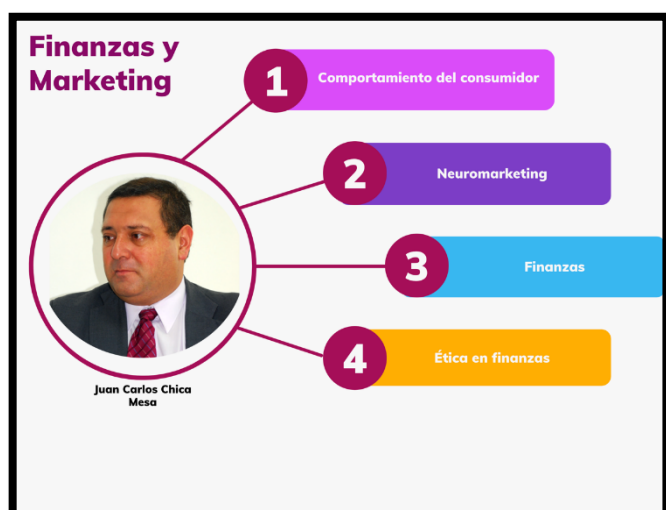 Finanzas y
Marketing
1
Comportamiento del consumidor
2
Neuromarketing
3
Finanzas
4
Ética en finanzas
Juan Carlos Chica
Mesa